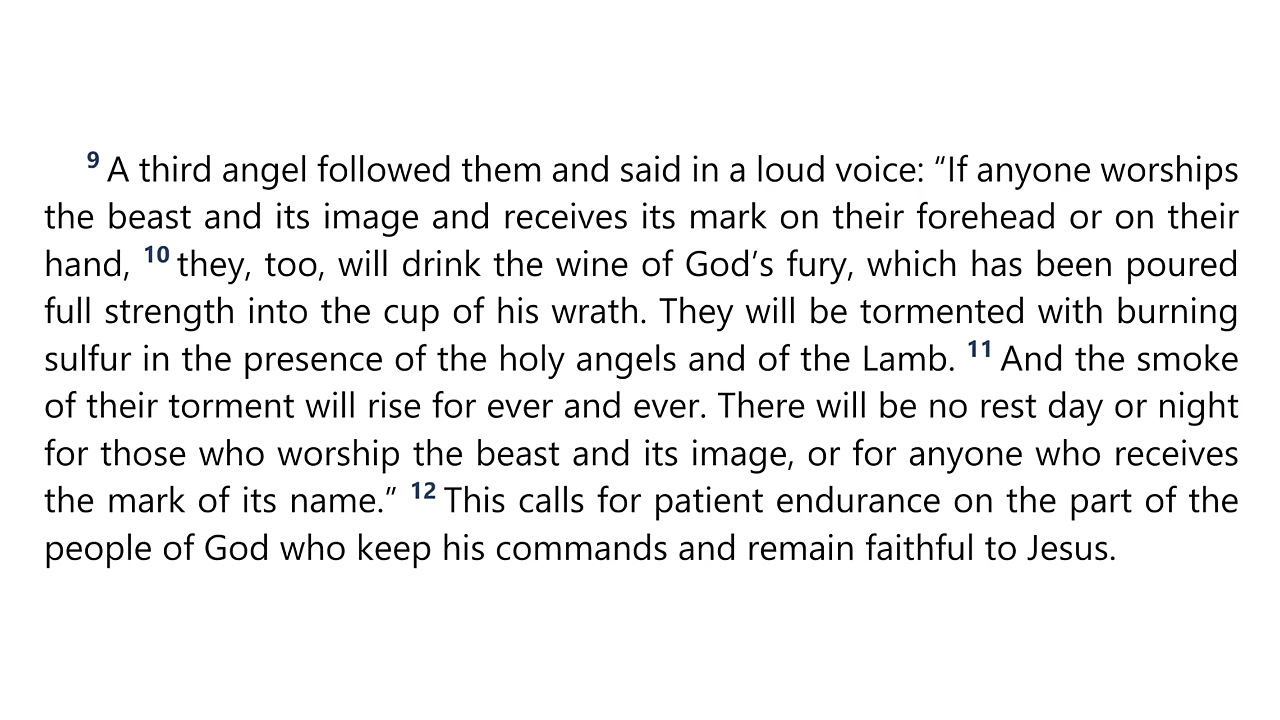 9 A third angel followed them and said in a loud voice: “If anyone worships
the beast and its image and receives its mark on their forehead or on their
hand, 10 they, too, will drink the wine of God’s fury, which has been poured
full strength into the cup of his wrath. They will be tormented with burning
sulfur in the presence of the holy angels and of the Lamb. 11 And the smoke
of their torment will rise for ever and ever. There will be no rest day or night
for those who worship the beast and its image, or for anyone who receives
the mark of its name.” 12 This calls for patient endurance on the part of the
people of God who keep his commands and remain faithful to Jesus.